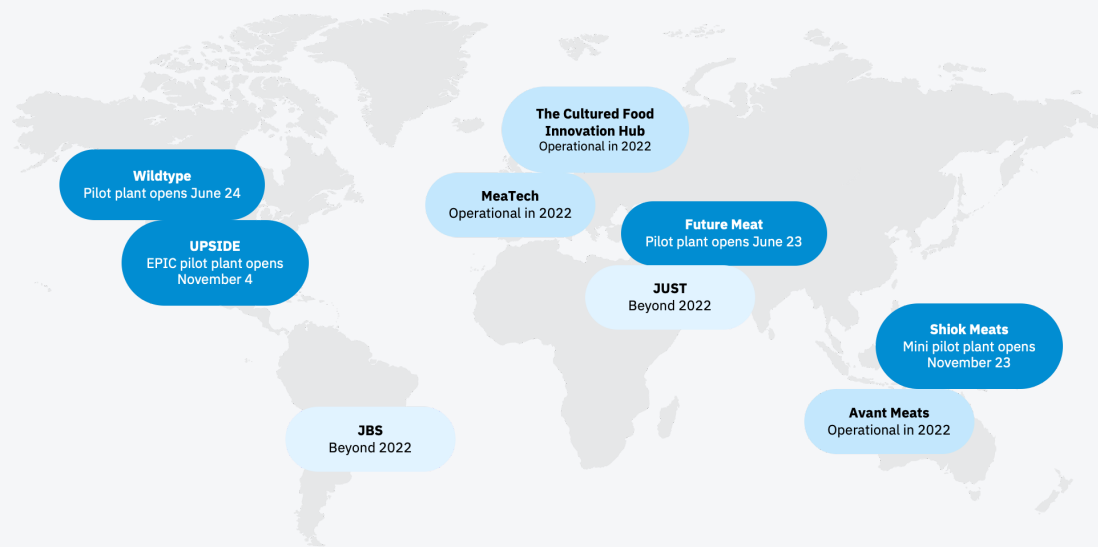 The Cultured Food
Innovation Hub
Operational in 2022
Wildtype
Pilot plant opens June 24
MeaTech
Operational in 2022
Future Meat
Pilot plant opens June 23
UPSIDE
EPIC pilot plant opens
November 4
JUST
Beyond 2022
Shiok Meats
Mini pilot plant opens
November 23
Avant Meats
Operational in 2022
JBS
Beyond 2022